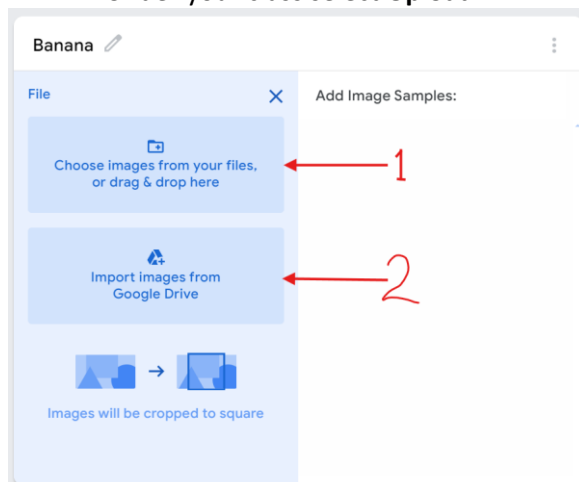 Banana
File
Add Image Samples:
Choose images from your files,
or drag & drop here
1
Import images from
Google Drive
2
Images will be cropped to square